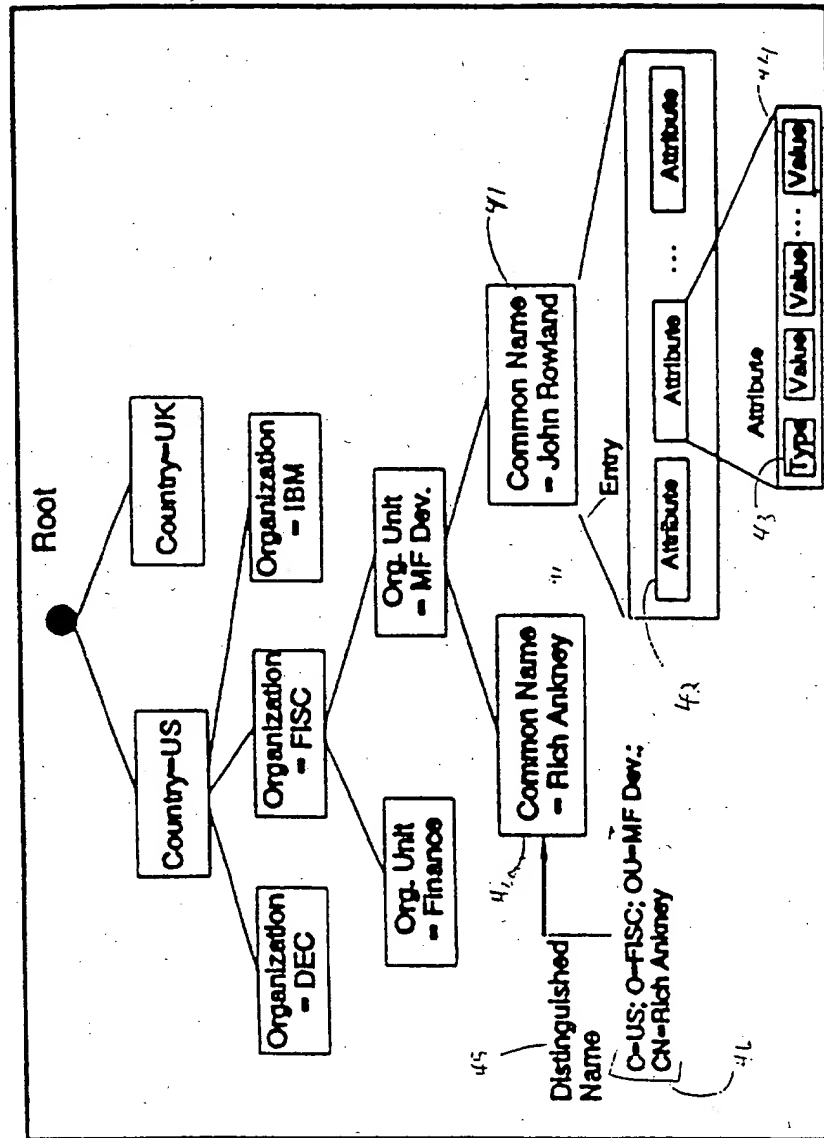 Root
Country=US
Country=UK
Organization
= DEC
Organization
= FISC
Organization
= IBM
Org. Unit
= Finance
Org. Unit
= MF Dev.
Common Name
= Rich Ankney
Common Name
= John Rowland
41
41a
45
Distinguished
Name
C=US; O=FISC; OU=MF Dev.;
CN=Rich Ankney
46
Entry
42
Attribute
Attribute
...
Attribute
Attribute
43
44
Type
Value
Value
...
Value